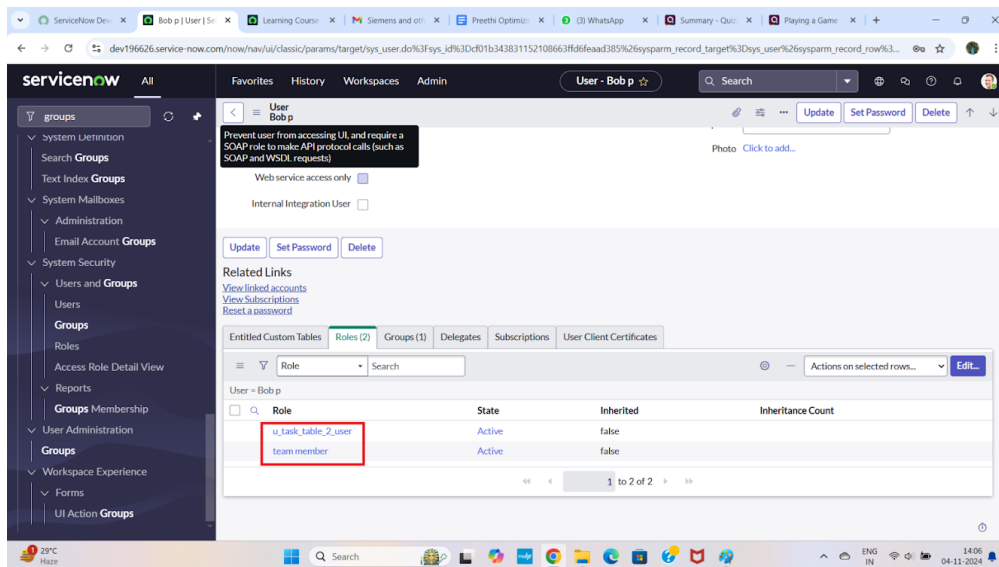 ServiceNow Dev
Bob p | User | Se
Learning Course
Siemens and oth
Preethi Optimizi
(3) WhatsApp
Summary - Quiz
Playing a Game
dev196626.service-now.com/now/nav/ui/classic/params/target/sys_user.do%3Fsys_id%3Dcf01b343831152108663ffd6feaad385%26sysparm_record_target%3Dsys_user%26sysparm_record_row%3...
servicenow All Favorites History Workspaces Admin User - Bob p Search
groups
System Definition
Search Groups
Text Index Groups
System Mailboxes
Administration
Email Account Groups
System Security
Users and Groups
Users
Groups
Roles
Access Role Detail View
Reports
Groups Membership
User Administration
Groups
Workspace Experience
Forms
UI Action Groups
User
Bob p
Update Set Password Delete
Prevent user from accessing UI, and require a
SOAP role to make API protocol calls (such as
SOAP and WSDL requests)
Photo Click to add...
Web service access only
Internal Integration User
Update Set Password Delete
Related Links
View linked accounts
View Subscriptions
Reset a password
Entitled Custom Tables Roles (2) Groups (1) Delegates Subscriptions User Client Certificates
Role Search Actions on selected rows... Edit...
User = Bob p
Role State Inherited Inheritance Count
u_task_table_2_user Active false
team member Active false
1 to 2 of 2
1
29°C
Haze
Search
ENG
IN
14:06
04-11-2024